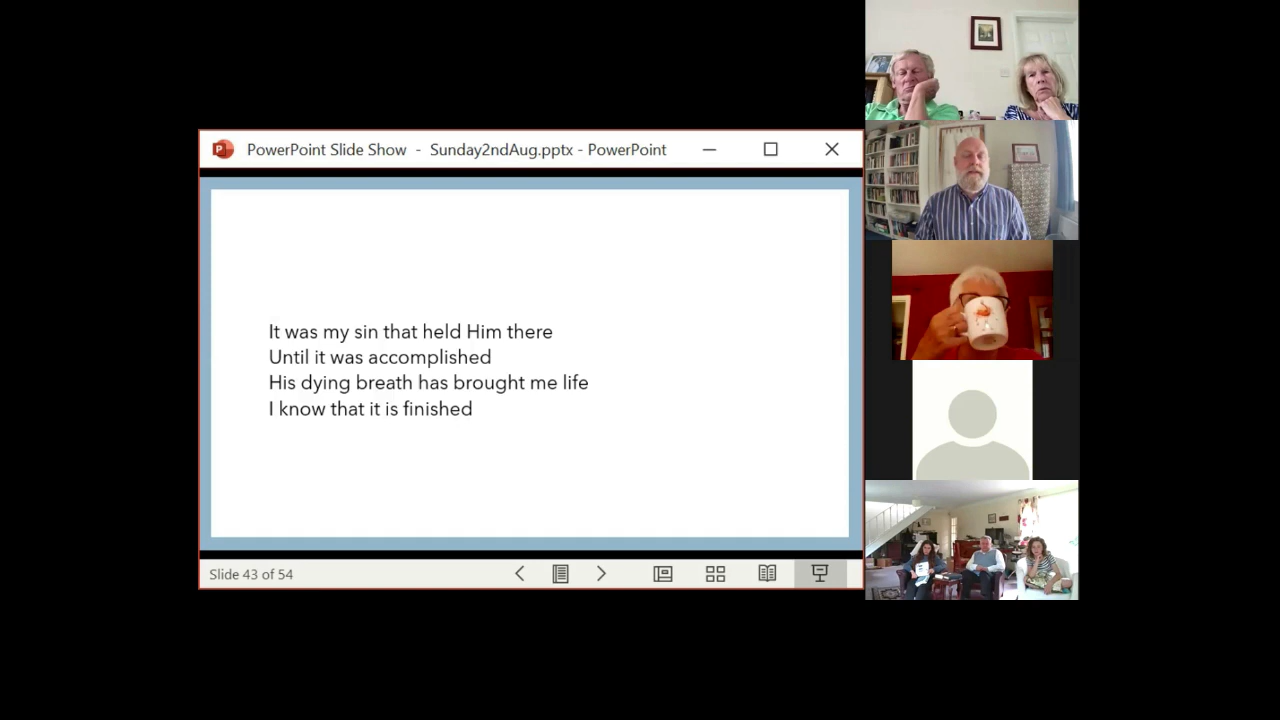 PowerPoint Slide Show - Sunday2ndAug.pptx - PowerPoint
It was my sin that held Him there
Until it was accomplished
His dying breath has brought me life
I know that it is finished
Slide 43 of 54